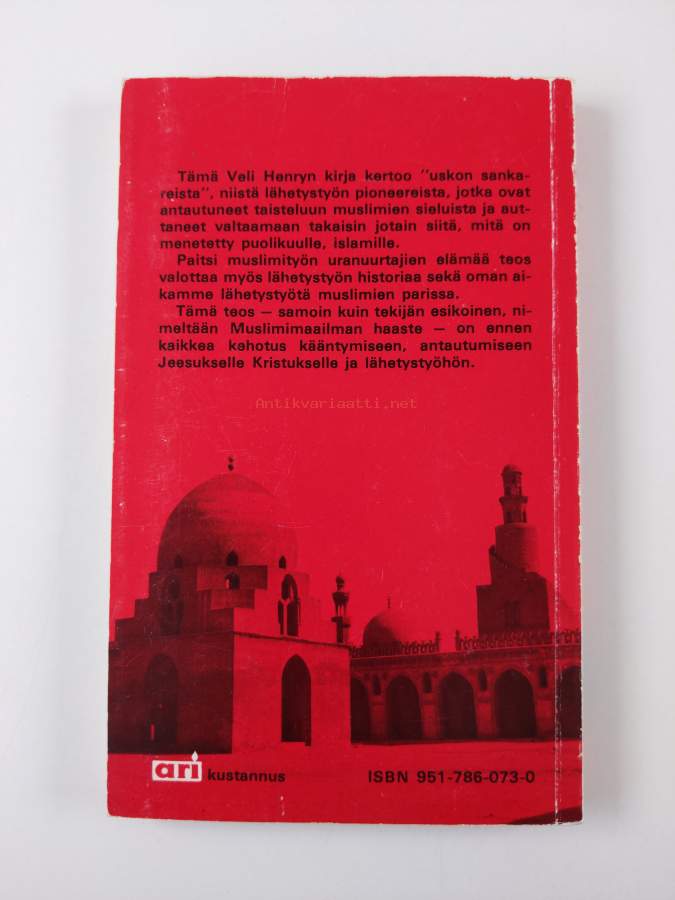 Tämä Veli Henryn kirja kertoo "uskon sanka-
reista", niistä lähetystyön pioneereista, jotka ovat
antautuneet taisteluun muslimien sieluista ja aut-
taneet valtaamaan takaisin jotain siitä, mitä on
menetetty puolikuulle, islamille.
Paitsi muslimityön uranuurtajien elämää teos
valottaa myös lähetystyön historiaa sekä oman ai-
kamme lähetystyötä muslimien parissa.
Tämä teos — samoin kuin tekijän esikoinen, ni-
meltään Muslimimaailman haaste — on ennen
kaikkea kehotus kääntymiseen, antautumiseen
Jeesukselle Kristukselle ja lähetystyöhön.
Antikvariaatti.net
ari kustannus
ISBN 951-786-073-0